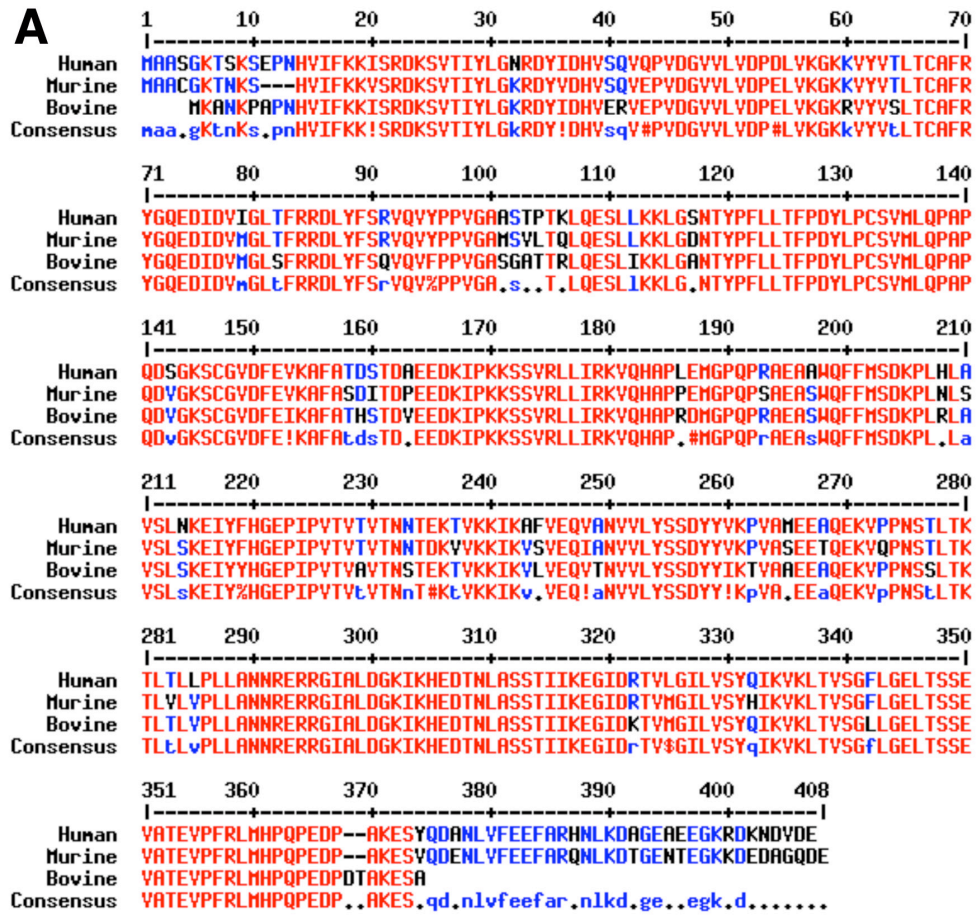 A
1 10 20 30 40 50 60 70
Human MAASGKTSKSEPNHVIFKKISRDKSVTIYLGNRDYIDHVSQVQPVDGVVLVDPDLVKGKKVYVTLTCAFR
Murine MAACGKTNKS---HVIFKKVSRDKSVTIYLGKRDYIDHVSQVEPVDGVVLVDPELVKGKKVYVTLTCAFR
Bovine MKANKPAPNHVIFKKISRDKSVTIYLGKRDYIDHVERVEPVDGVVLVDPELVKGKRVYVSLTCAFR
Consensus maa.gKtnKs.pnHVIFKK!SRDKSVTIYLGkRDY!DHVsqV#PVDGVVLVDP#LVKGKkVYVtLTCAFR
71 80 90 100 110 120 130 140
Human YGQEDIDVIGLTFRRDLYFSRVQVYPPVGAASTPTKLQESLLKKLGSNTYPFLLTFPDYLPCSVMLQPAP
Murine YGQEDIDVMGLTFRRDLYFSRVQVYPPVGAMSVLTQLQESLLKKLGDNTYPFLLTFPDYLPCSVMLQPAP
Bovine YGQEDIDVMGLSFRRDLYFSQVQVFPPVGASGATTRLQESLIKKLGANTYPFLLTFPDYLPCSVMLQPAP
Consensus YGQEDIDVmGLtFRRDLYFSrVQV%PPVGA.s..T.LQESLlKKLG.NTYPFLLTFPDYLPCSVMLQPAP
141 150 160 170 180 190 200 210
Human QDSGKSCGVDFEVKAFATDSTDAEEDKIPKKSSVRLLIRKVQHAPLEMGPQPRAEAAWQFFMSDKPLHLA
Murine QDVGKSCGVDFEVKAFASDITDPEEDKIPKKSSVRLLIRKVQHAPPEMGPQPSAEASWQFFMSDKPLNLS
Bovine QDVGKSCGVDFEIKAFATHSTDVEEDKIPKKSSVRLLIRKVQHAPRDMGPQPRAEASWQFFMSDKPLRLA
Consensus QDvGKSCGVDFE!KAFAtdsTD.EEDKIPKKSSVRLLIRKVQHAP.#MGPQPrAEAsWQFFMSDKPL.La
211 220 230 240 250 260 270 280
Human VSLNKEIYFHGEPIPVTVTVTNNTEKTVKKIKAFVEQVANVVLYSSDYYVKPVAMEEAQEKVPPNSTLTK
Murine VSLSKEIYFHGEPIPVTVTVTNNTDKVVKKIKVSVEQIANVVLYSSDYYVKPVASEETQEKVQPNSTLTK
Bovine VSLSKEIYYHGEPIPVTVAVTNSTEKTVKKIKVLVEQVTNVVLYSSDYYIKTVAAEEAQEKVPPNSSLTK
Consensus VSLsKEIY%HGEPIPVTVtVTNnT#KtVKKIKv.VEQ!aNVVLYSSDYY!KpVA.EEaQEKVpPNStLTK
281 290 300 310 320 330 340 350
Human TLTLLPLLANNRERRGIALDGKIKHEDTNLASSTIIKEGIDRTVLGILVSYQIKVKLTVSGFLGELTSSE
Murine TLVLVPLLANNRERRGIALDGKIKHEDTNLASSTIIKEGIDRTVMGILVSYHIKVKLTVSGFLGELTSSE
Bovine TLTLVPLLANNRERRGIALDGKIKHEDTNLASSTIIKEGIDKTVMGILVSYQIKVKLTVSGLLGELTSSE
Consensus TLtLvPLLANNRERRGIALDGKIKHEDTNLASSTIIKEGIDrTV$GILVSYqIKVKLTVSGfLGELTSSE
351 360 370 380 390 400 408
Human VATEVPFRLMHPQPEDP--AKESYQDANLVFEEFARHNLKDAGEAEEGKRDKNDVDE
Murine VATEVPFRLMHPQPEDP--AKESVQDENLVFEEFARQNLKDTGENTEGKKDEDAGQDE
Bovine VATEVPFRLMHPQPEDPDTAKESA
Consensus VATEVPFRLMHPQPEDP..AKES.qd.nlvfeefar.nlkd.ge..egk.d.......